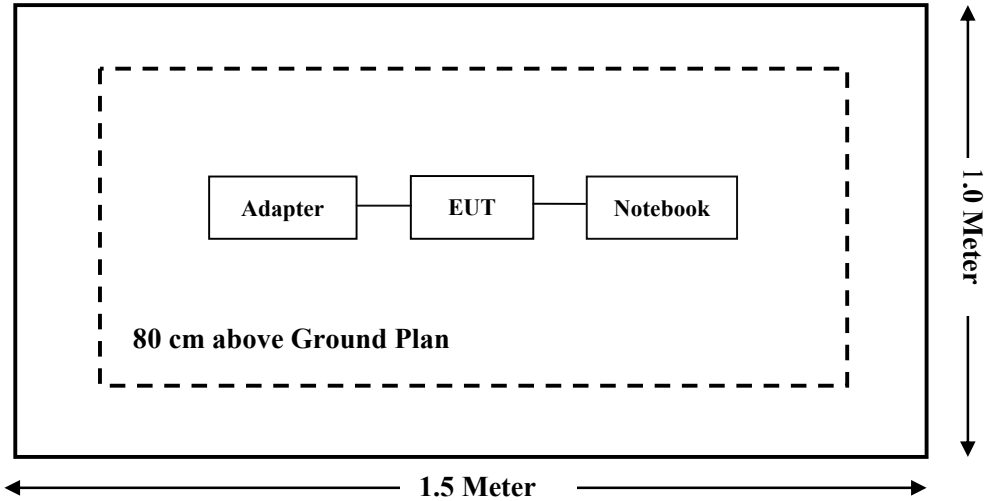 Adapter
EUT
Notebook
80 cm above Ground Plan
1.0 Meter
1.5 Meter